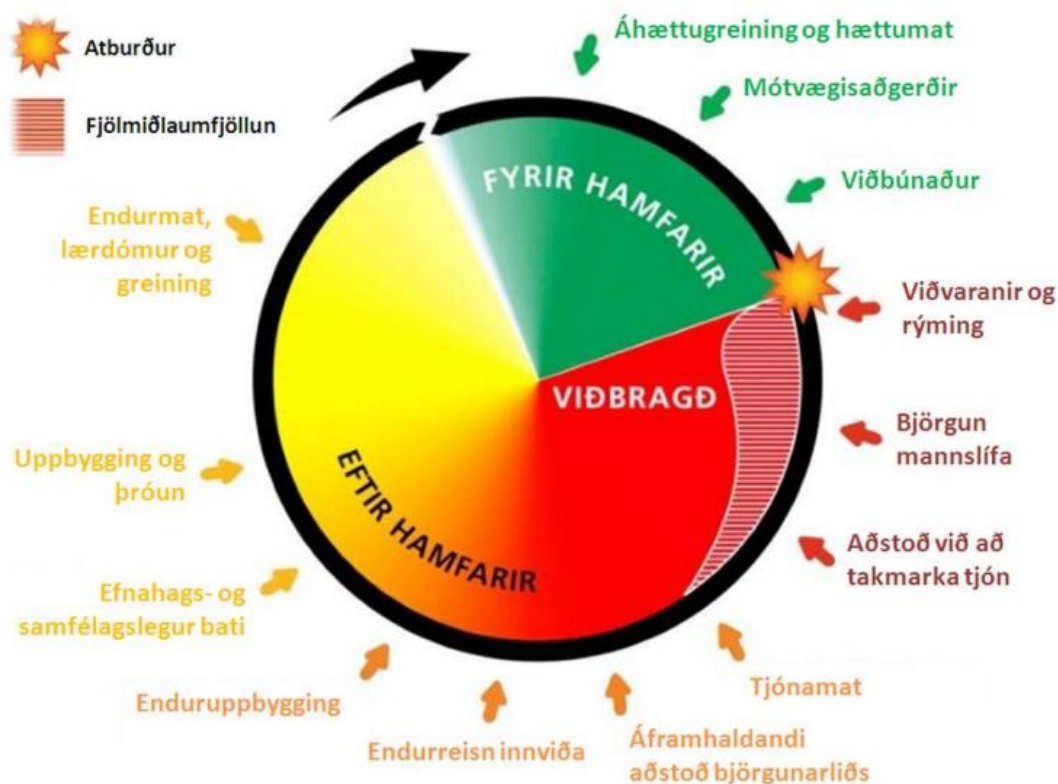 Atburður
Fjölmiðlaumfjöllun
Áhættugreining og hættumat
Mótvægisaðgerðir
Viðbúnaður
Viðvaranir og
rýming
Björgun
mannslífa
Aðstoð við að
takmarka tjón
Tjónamat
Áframhaldandi
aðstoð björgunarliðs
Endurreisn innviða
Enduruppbygging
Efnahags- og
samfélagslegur bati
Uppbygging og
þróun
Endurmat,
lærdómur og
greining
FYRIR HAMFARIR
VIÐBRAGÐ
EFTIR HAMFARIR